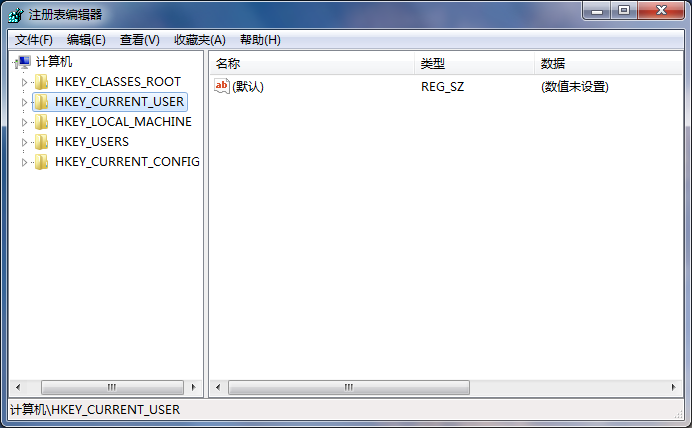 注册表编辑器
文件(F) 编辑(E) 查看(V) 收藏夹(A) 帮助(H)
计算机
HKEY_CLASSES_ROOT
HKEY_CURRENT_USER
HKEY_LOCAL_MACHINE
HKEY_USERS
HKEY_CURRENT_CONFIG
名称 类型 数据
ab (默认) REG_SZ (数值未设置)
计算机\HKEY_CURRENT_USER